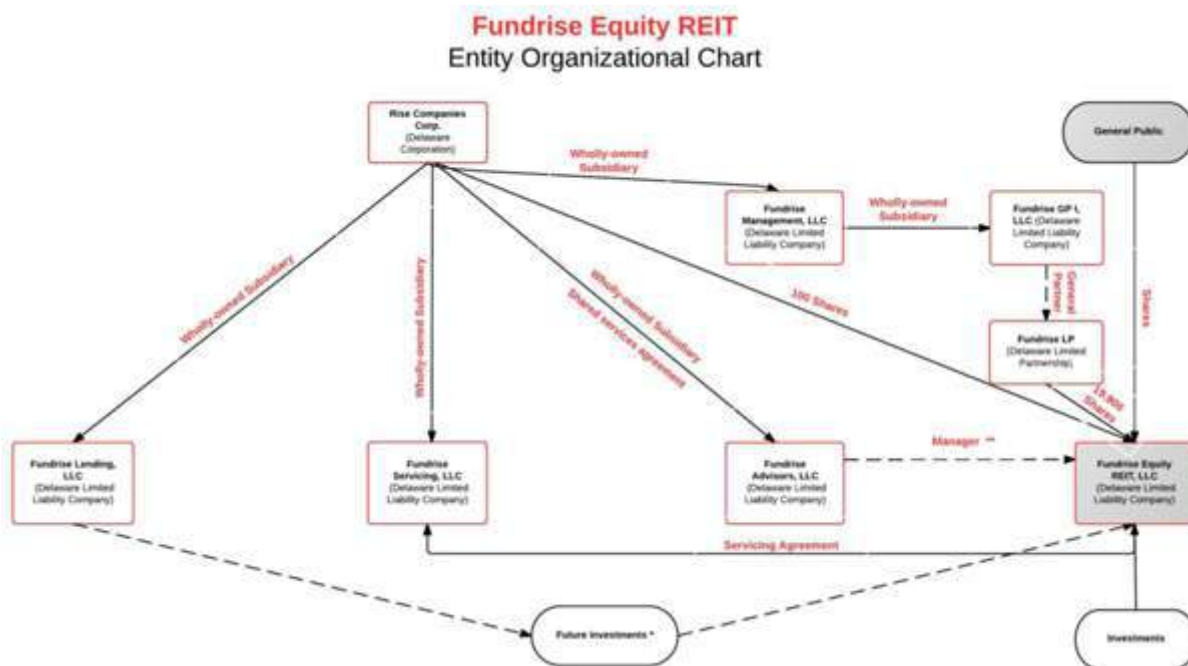 Fundrise Equity REIT
Entity Organizational Chart
Rise Companies
Corp.
(Delaware
Corporation)
General Public
Wholly-owned
Subsidiary
Fundrise
Management, LLC
(Delaware Limited
Liability Company)
Wholly-owned
Subsidiary
Fundrise GP I,
LLC (Delaware
Limited Liability
Company)
General
Partner
Shares
Fundrise LP
(Delaware Limited
Partnership)
Wholly-owned Subsidiary
Wholly-owned Subsidiary
Wholly-owned Subsidiary
Shared services agreement
100 Shares
Shares
Fundrise Lending,
LLC
(Delaware Limited
Liability Company)
Fundrise
Servicing, LLC
(Delaware Limited
Liability Company)
Fundrise
Advisors, LLC
(Delaware Limited
Liability Company)
Manager **
Fundrise Equity
REIT, LLC
(Delaware Limited
Liability Company)
Servicing Agreement
Future Investments *
Investments